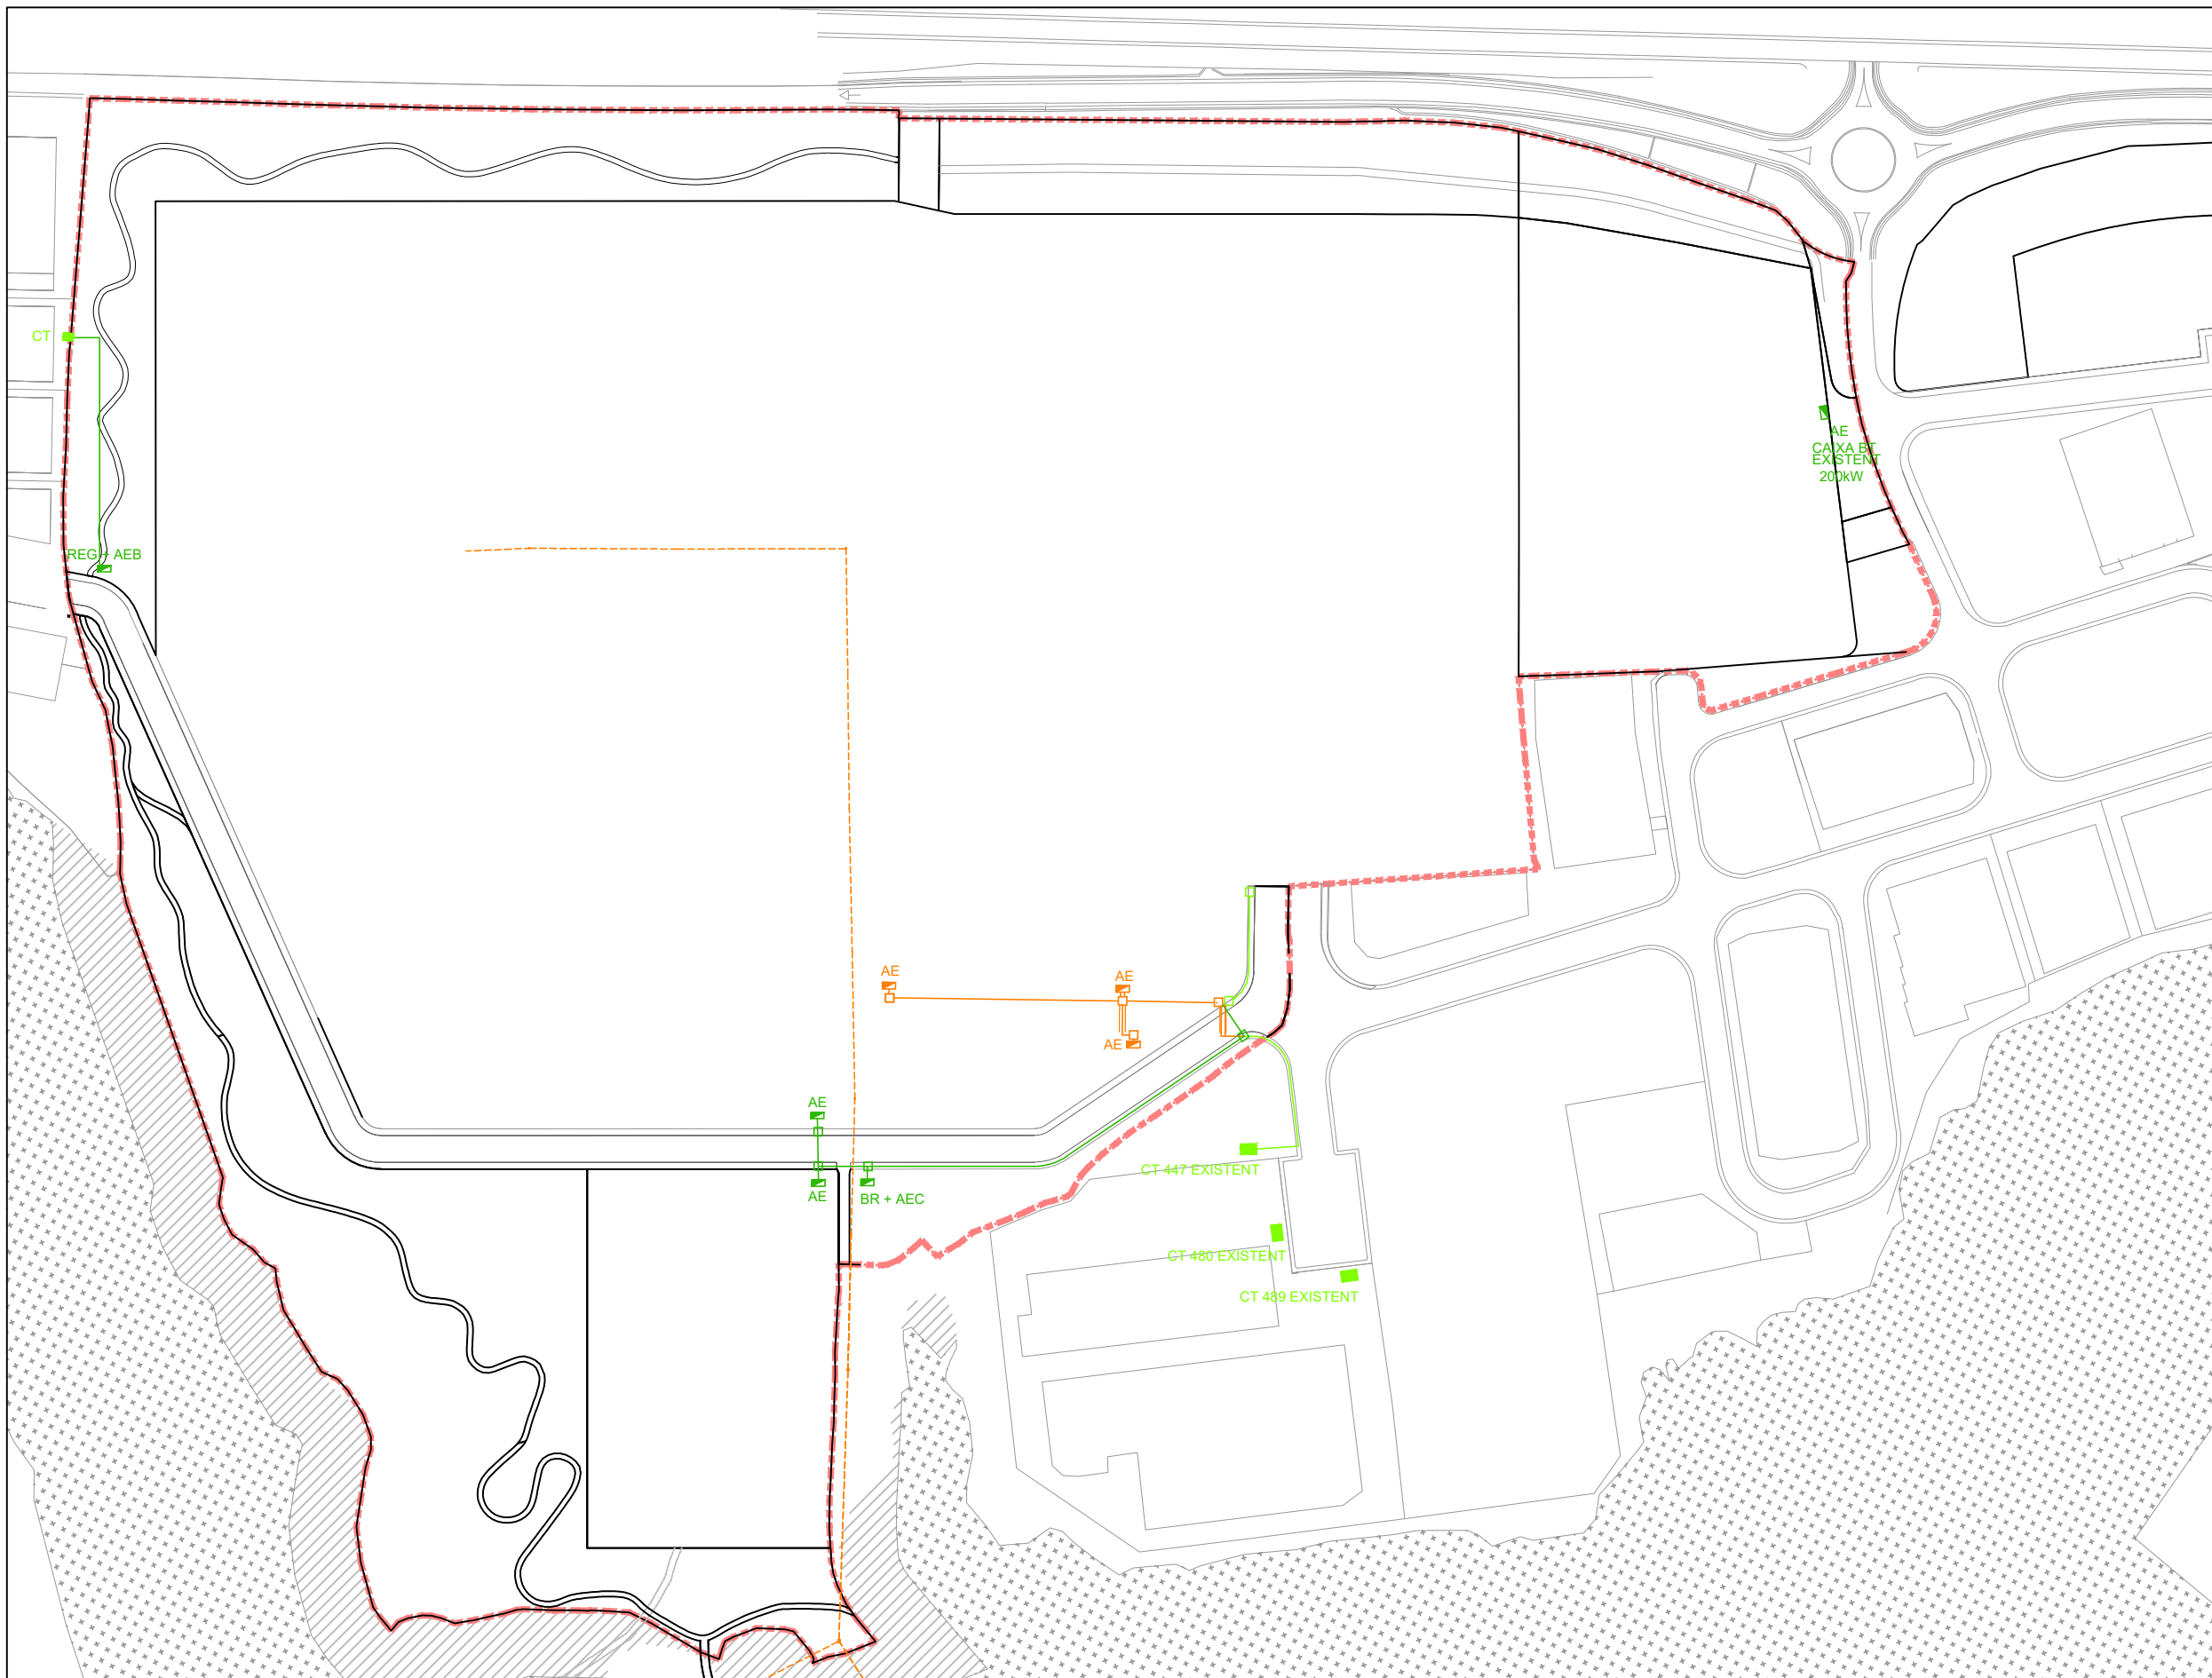 CT
AE
CAIXA BT
EXISTENT
200kW
REG + AEB
AE
AE
AE
AE
CT 447 EXISTENT
AE
BR + AEC
CT 480 EXISTENT
CT 489 EXISTENT